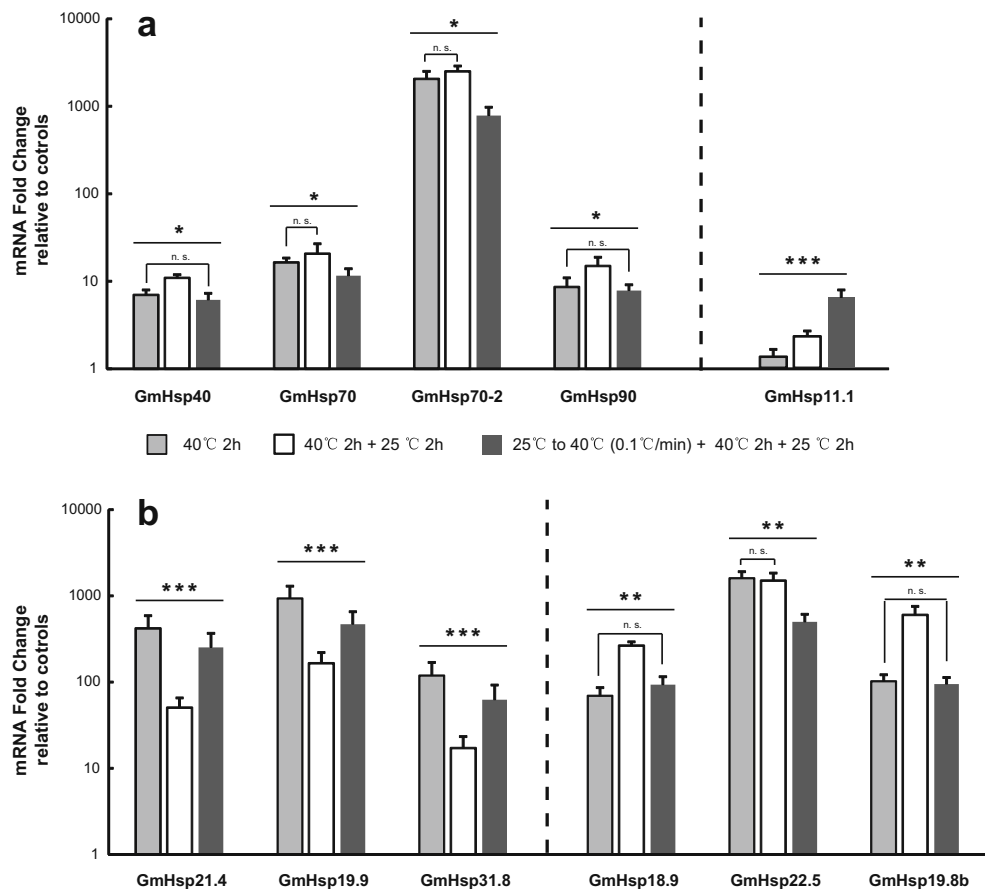 a
mRNA Fold Change
relative to cotrols
10000
1000
100
10
1
*
n. s.
*
n. s.
*
n. s.
*
n. s.
***
GmHsp40 GmHsp70 GmHsp70-2 GmHsp90 GmHsp11.1
40℃ 2h 40℃ 2h + 25 ℃ 2h 25℃ to 40℃ (0.1℃/min) + 40℃ 2h + 25 ℃ 2h
b
mRNA Fold Change
relative to cotrols
10000
1000
100
10
1
***
***
***
**
n. s.
**
n. s.
**
n. s.
GmHsp21.4 GmHsp19.9 GmHsp31.8 GmHsp18.9 GmHsp22.5 GmHsp19.8b